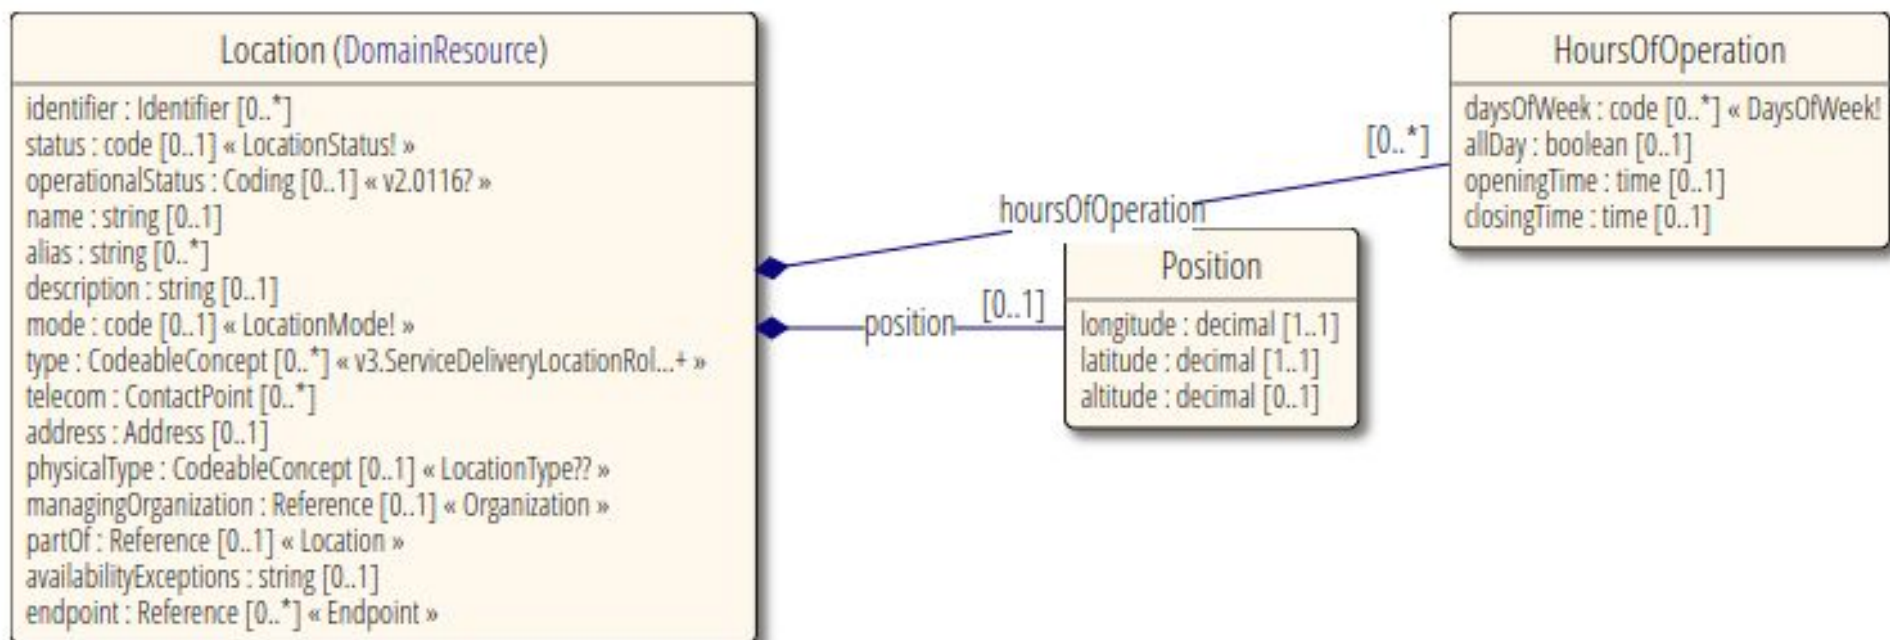 Location (DomainResource)
identifier : Identifier [0..*]
status : code [0..1] « LocationStatus! »
operationalStatus : Coding [0..1] « v2.0116? »
name : string [0..1]
alias : string [0..*]
description : string [0..1]
mode : code [0..1] « LocationMode! »
type : CodeableConcept [0..*] « v3.ServiceDeliveryLocationRol...+ »
telecom : ContactPoint [0..*]
address : Address [0..1]
physicalType : CodeableConcept [0..1] « LocationType?? »
managingOrganization : Reference [0..1] « Organization »
partOf : Reference [0..1] « Location »
availabilityExceptions : string [0..1]
endpoint : Reference [0..*] « Endpoint »
hoursOfOperation
[0..*]
position
[0..1]
Position
longitude : decimal [1..1]
latitude : decimal [1..1]
altitude : decimal [0..1]
HoursOfOperation
daysOfWeek : code [0..*] « DaysOfWeek!
allDay : boolean [0..1]
openingTime : time [0..1]
closingTime : time [0..1]